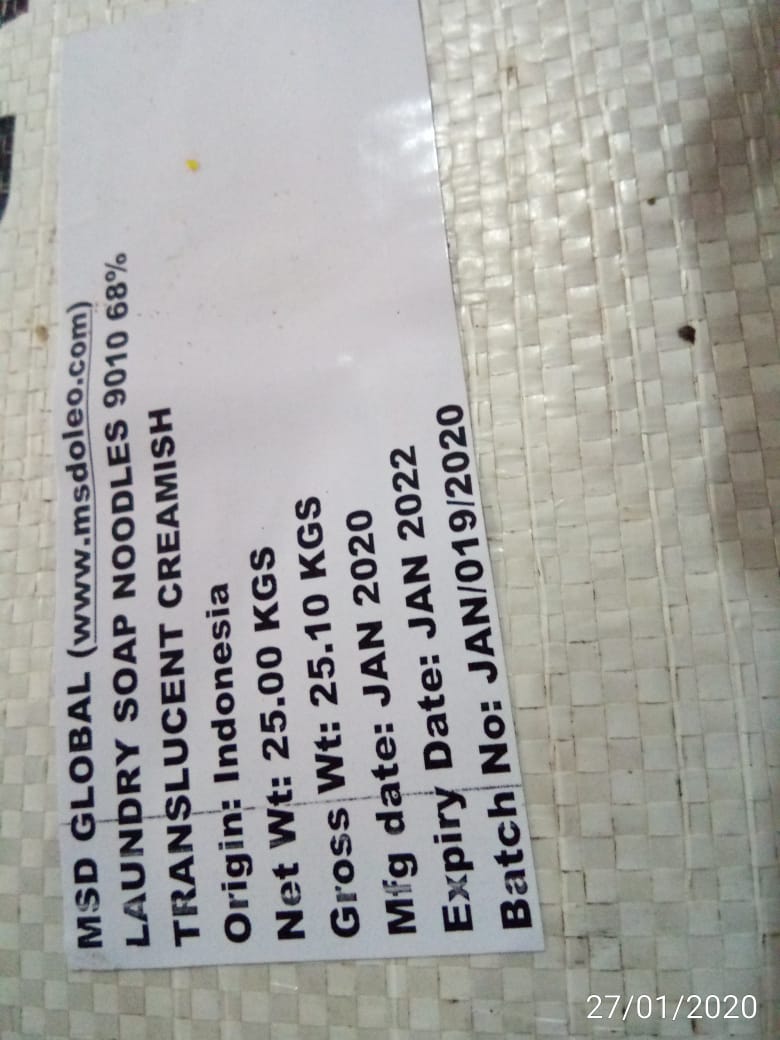 MSD GLOBAL (www.msdoleo.com)
LAUNDRY SOAP NOODLES 9010 68%
TRANSLUCENT CREAMISH
Origin: Indonesia
Net Wt: 25.00 KGS
Gross Wt: 25.10 KGS
Mfg date: JAN 2020
Expiry Date: JAN 2022
Batch No: JAN/019/2020
27/01/2020